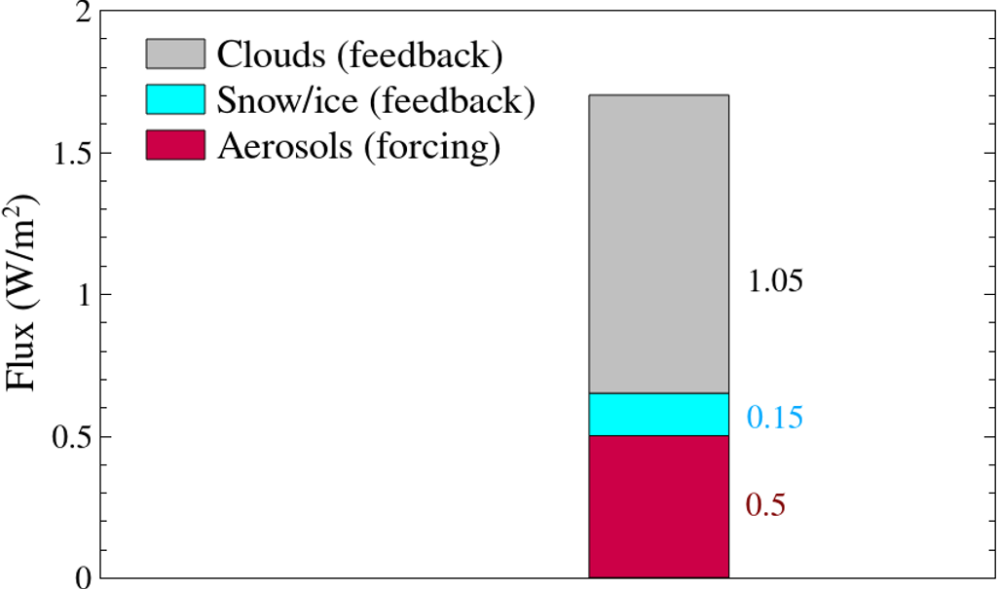 2
Clouds (feedback)
Snow/ice (feedback)
Aerosols (forcing)
1.5
Flux (W/m²)
1
1.05
0.5
0.15
0.5
0